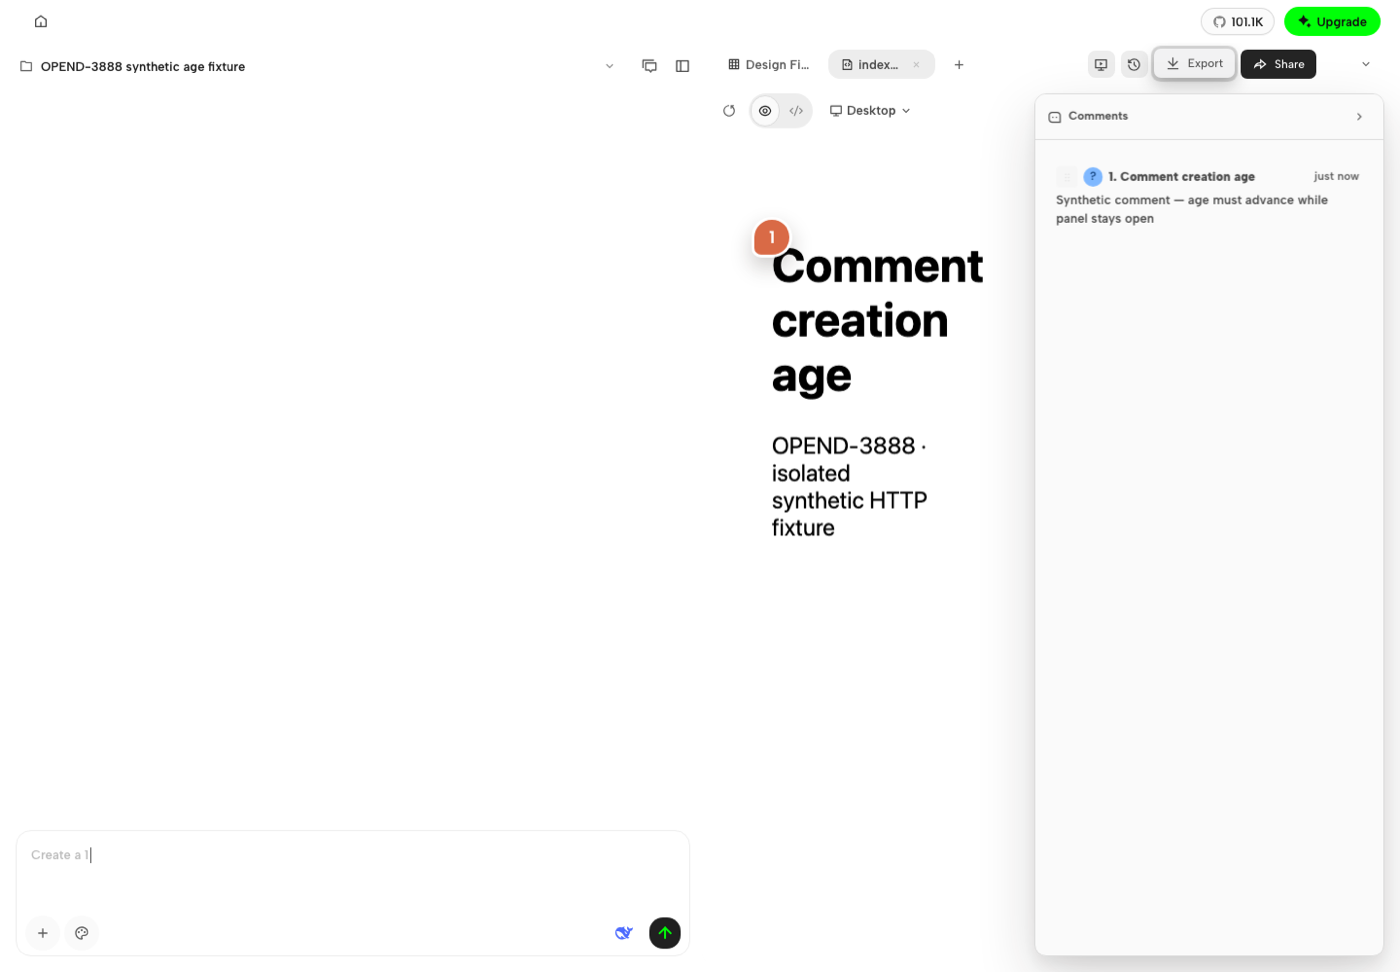 101.1K
Upgrade
OPEND-3888 synthetic age fixture
Design Fi...
index...
Export
Share
Desktop
Comments
? 1. Comment creation age just now
Synthetic comment — age must advance while
panel stays open
1
Comment
creation
age
OPEND-3888 ·
isolated
synthetic HTTP
fixture
Create a 1